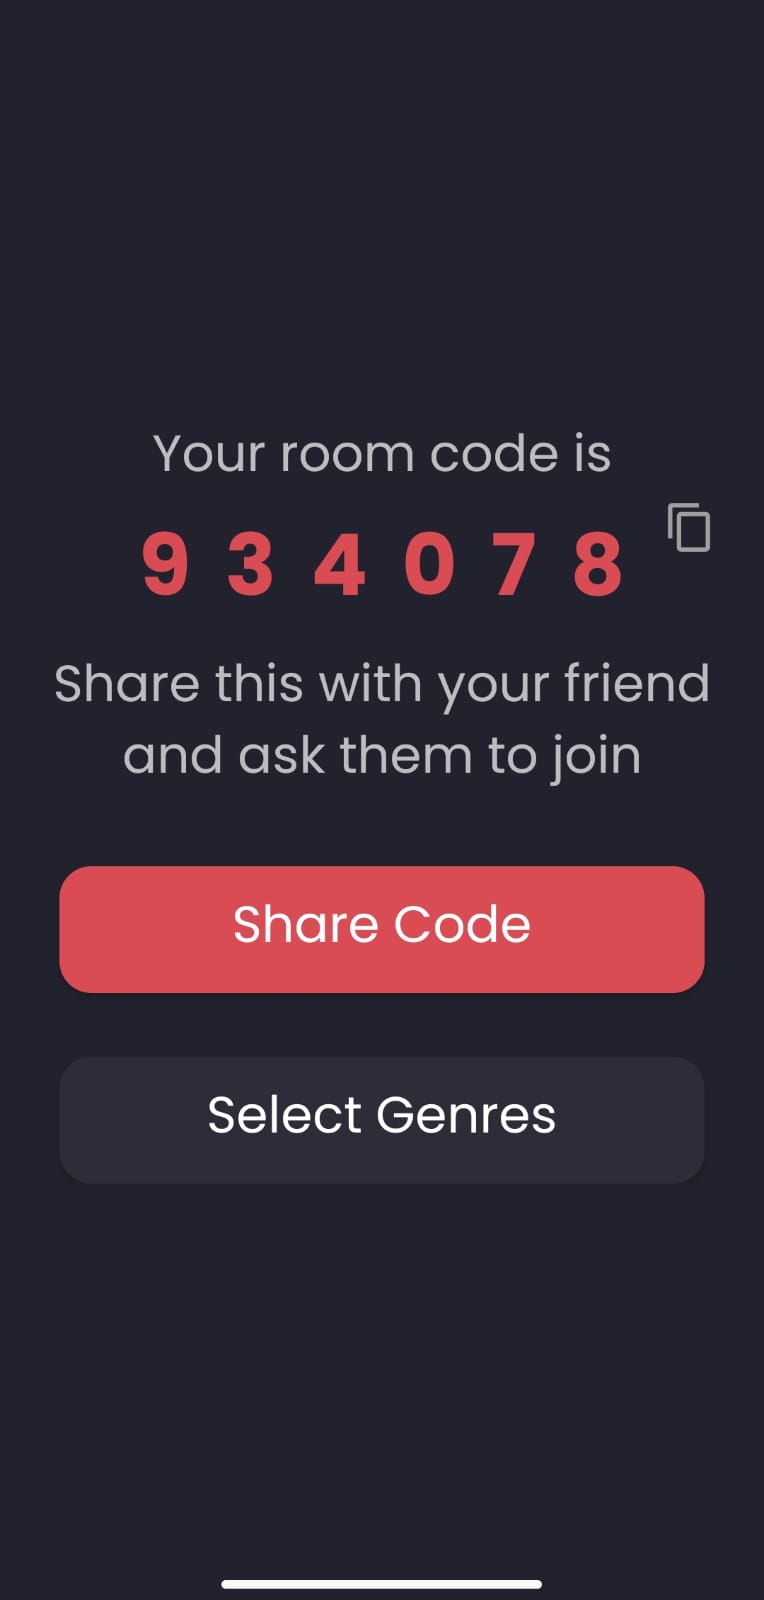 Your room code is
9 3 4 0 7 8
Share this with your friend
and ask them to join
Share Code
Select Genres